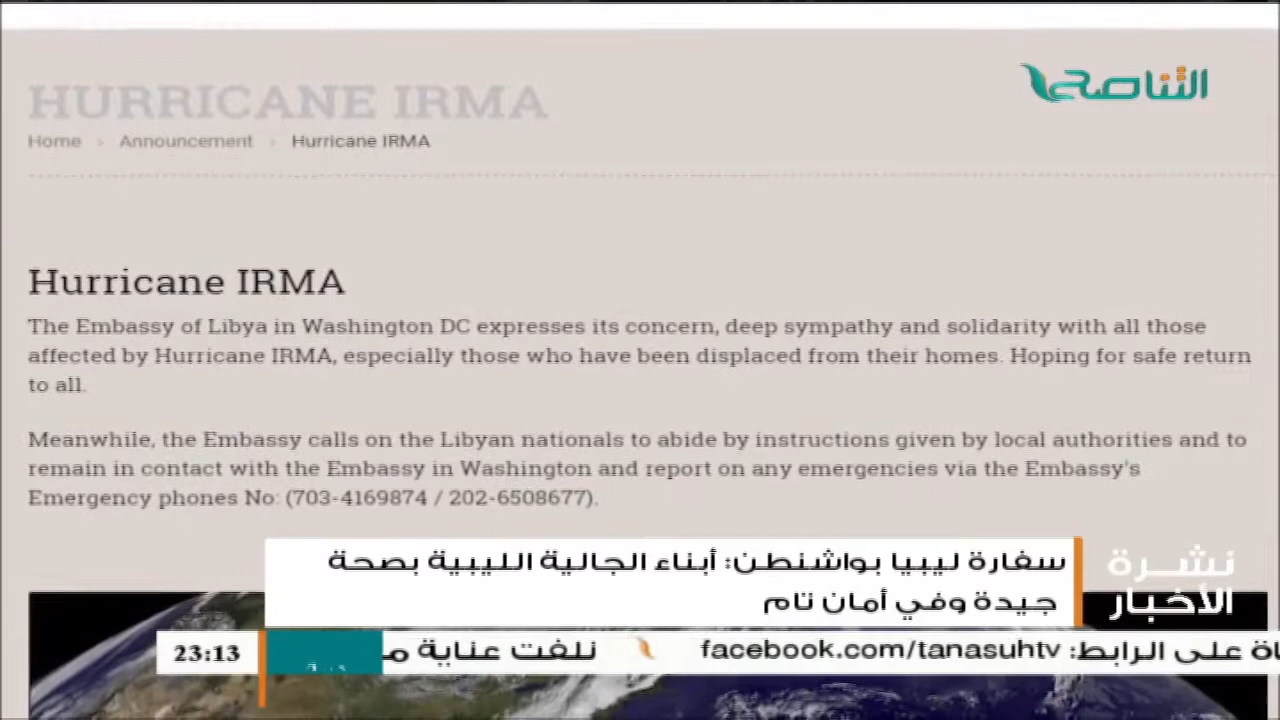 HURRICANE IRMA
التناصح
Home › Announcement › Hurricane IRMA
Hurricane IRMA
The Embassy of Libya in Washington DC expresses its concern, deep sympathy and solidarity with all those
affected by Hurricane IRMA, especially those who have been displaced from their homes. Hoping for safe return
to all.
Meanwhile, the Embassy calls on the Libyan nationals to abide by instructions given by local authorities and to
remain in contact with the Embassy in Washington and report on any emergencies via the Embassy's
Emergency phones No: (703-4169874 / 202-6508677).
سفارة ليبيا بواشنطن: أبناء الجالية الليبية بصحة
جيدة وفي أمان تام
نشرة
الأخبار
على الرابط: facebook.com/tanasuhtv
نلفت عناية
23:13